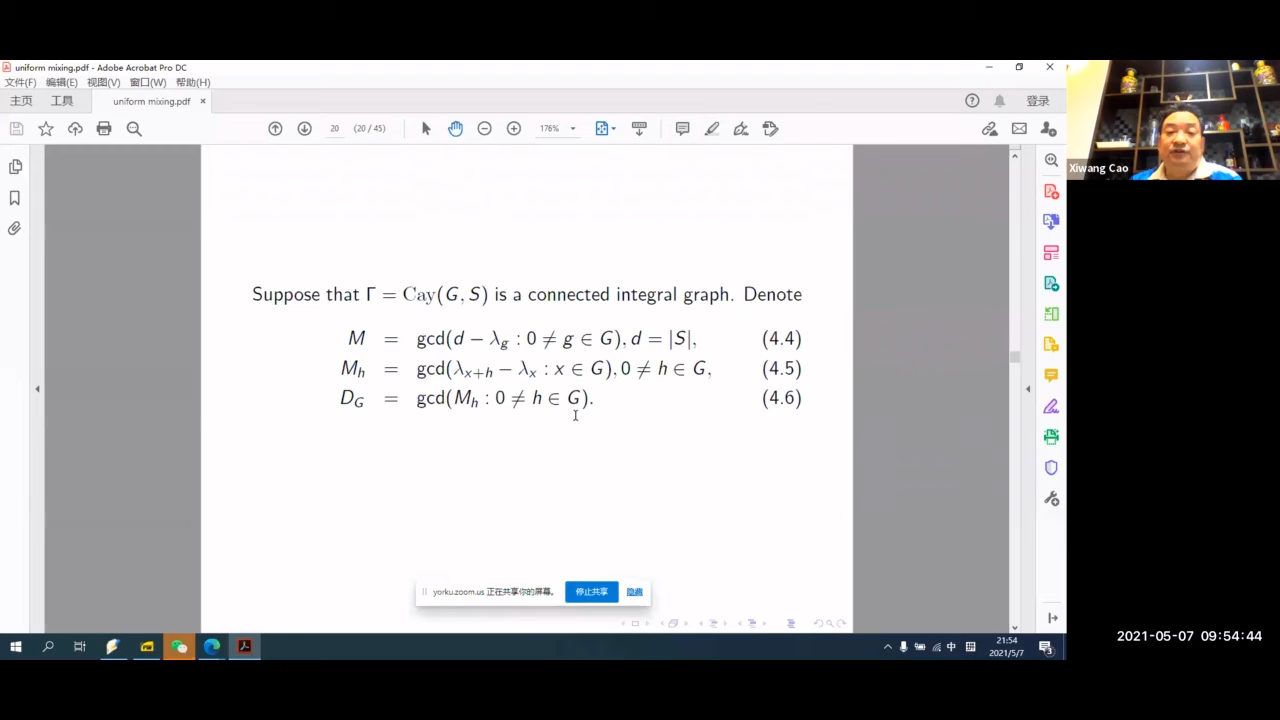 uniform mixing.pdf - Adobe Acrobat Pro DC
文件(F) 编辑(E) 视图(V) 窗口(W) 帮助(H)
主页 工具 uniform mixing.pdf × 登录
20 (20 / 45) 176%
Xiwang Cao
Suppose that Γ = Cay(G, S) is a connected integral graph. Denote
M = gcd(d − λ_g : 0 ≠ g ∈ G), d = |S|, (4.4)
M_h = gcd(λ_{x+h} − λ_x : x ∈ G), 0 ≠ h ∈ G, (4.5)
D_G = gcd(M_h : 0 ≠ h ∈ G). (4.6)
yorku.zoom.us 正在共享你的屏幕。 停止共享 隐藏
中 拼 21:54
2021/5/7 3
2021-05-07 09:54:44